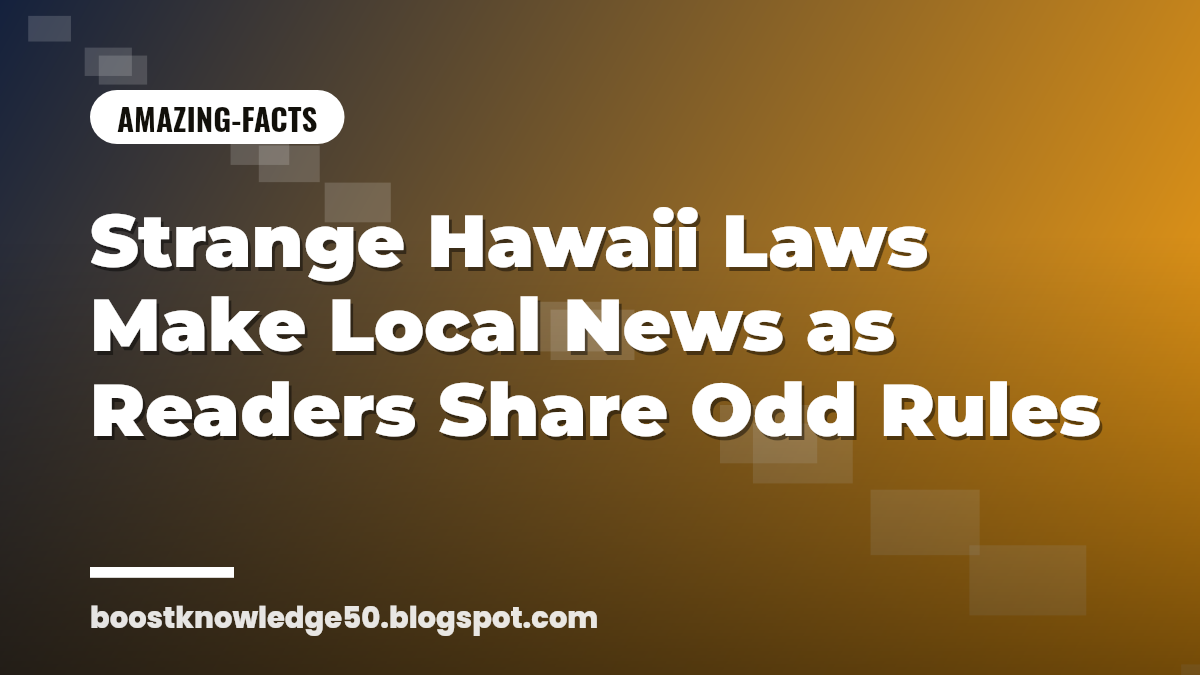 AMAZING-FACTS
Strange Hawaii Laws
Make Local News as
Readers Share Odd Rules
boostknowledge50.blogspot.com